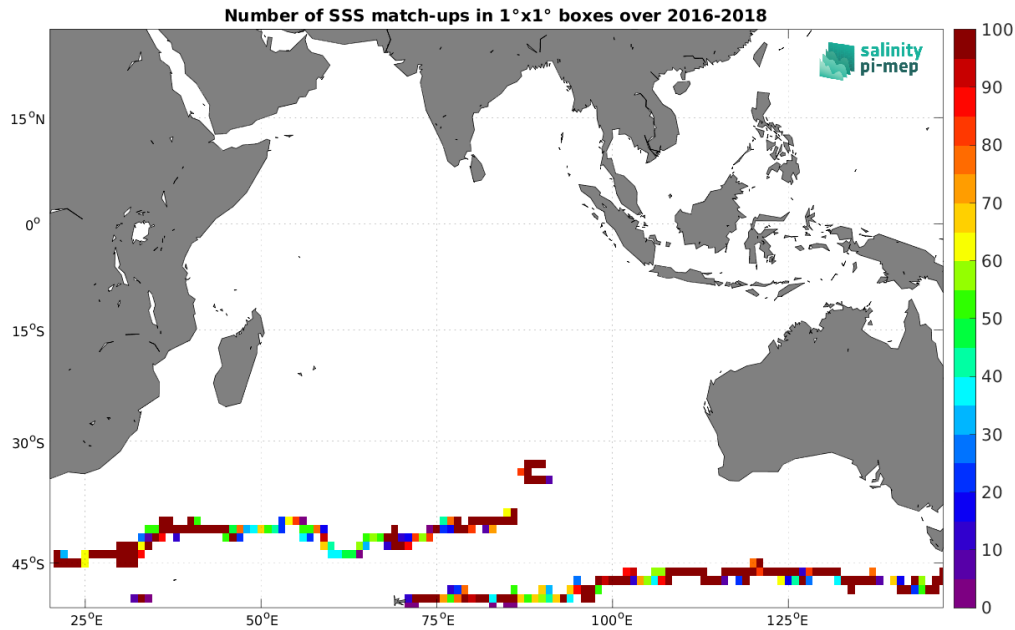 Number of SSS match-ups in 1°x1° boxes over 2016-2018
salinity
pi-mep
100
90
80
70
60
50
40
30
20
10
0
15°N
0°
15°S
30°S
45°S
25°E
50°E
75°E
100°E
125°E